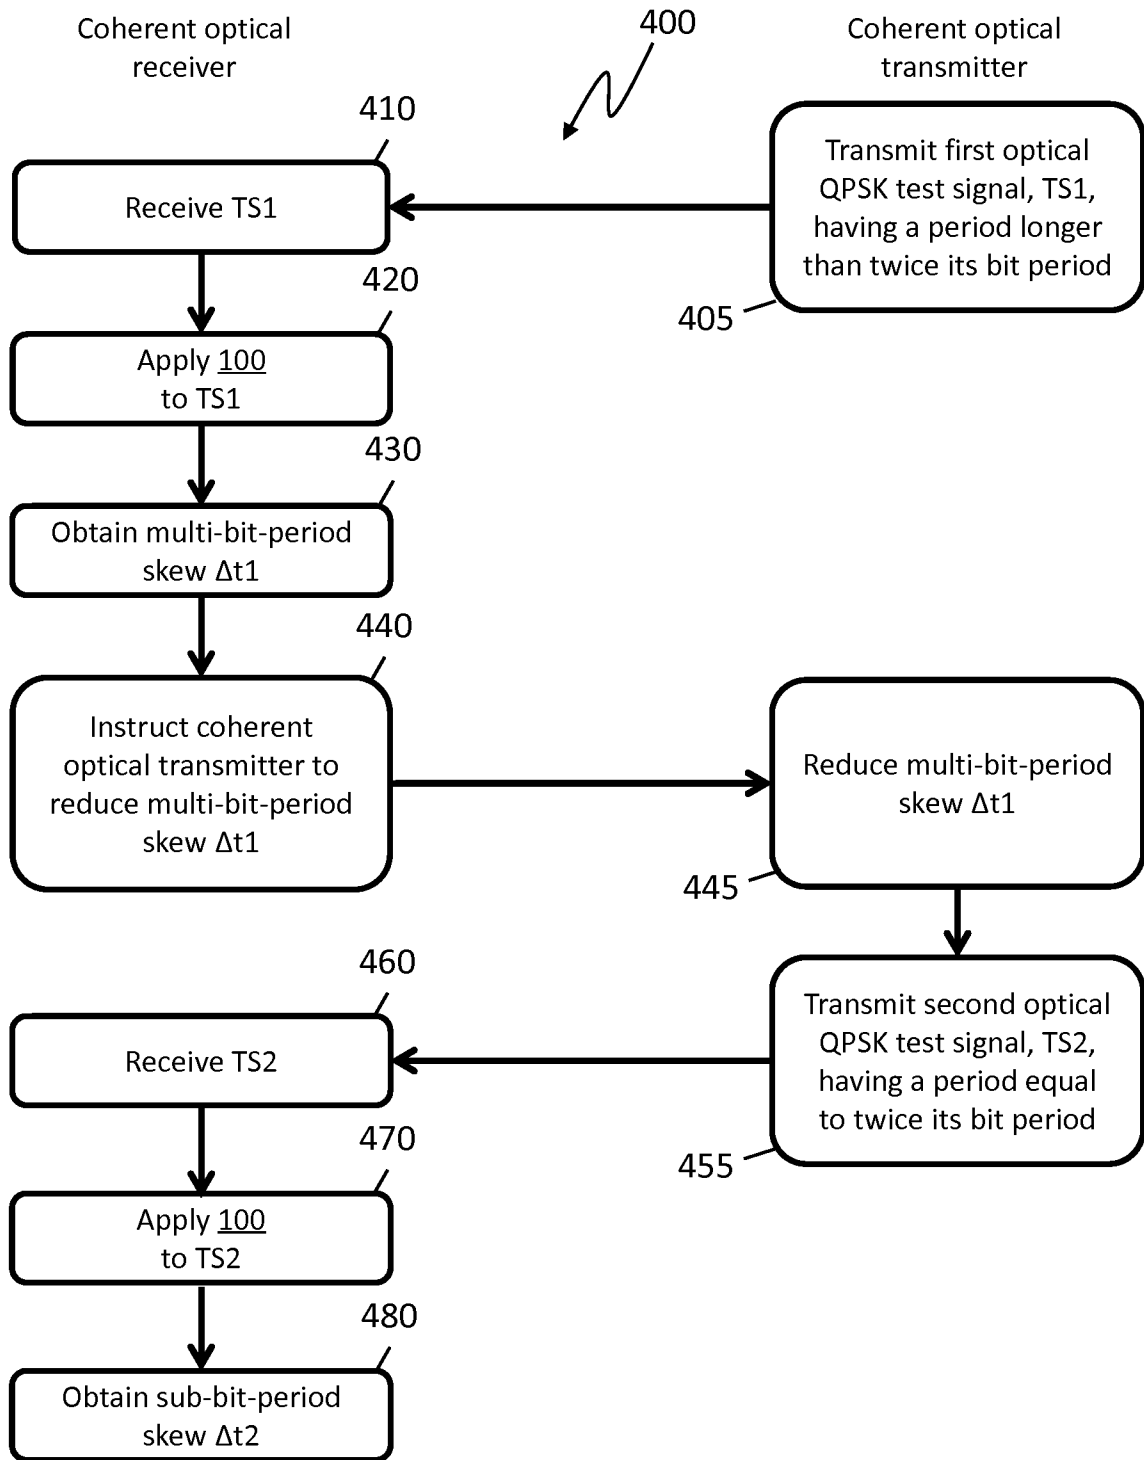 Coherent optical
receiver
400
Coherent optical
transmitter
410
Receive TS1
Transmit first optical
QPSK test signal, TS1,
having a period longer
than twice its bit period
405
420
Apply 100
to TS1
430
Obtain multi-bit-period
skew Δt1
440
Instruct coherent
optical transmitter to
reduce multi-bit-period
skew Δt1
Reduce multi-bit-period
skew Δt1
445
460
Receive TS2
Transmit second optical
QPSK test signal, TS2,
having a period equal
to twice its bit period
455
470
Apply 100
to TS2
480
Obtain sub-bit-period
skew Δt2